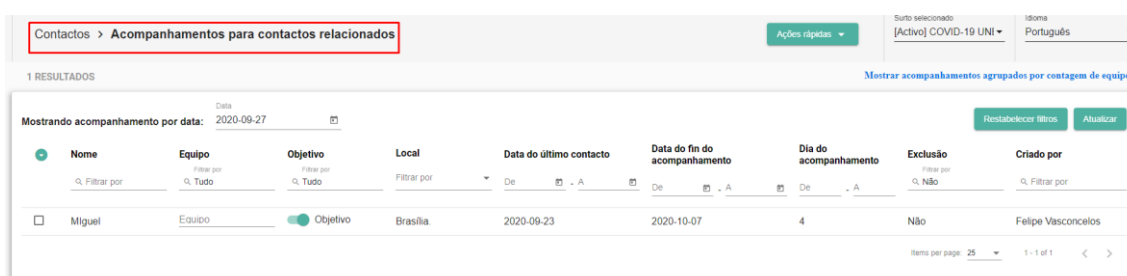 Surto selecionado Idioma
Contactos > Acompanhamentos para contactos relacionados Ações rápidas [Activo] COVID-19 UNI Português
1 RESULTADOS Mostrar acompanhamentos agrupados por contagem de equipe
Data
Mostrando acompanhamento por data: 2020-09-27 Restabelecer filtros Atualizar
Nome Equipo Objetivo Local Data do último contacto Data do fin do acompanhamento Dia do acompanhamento Exclusão Criado por
Filtrar por Filtrar por Filtrar por
Filtrar por Tudo Tudo Filtrar por De - A De - A De - A Não Filtrar por
MIguel Equipo Objetivo Brasília. 2020-09-23 2020-10-07 4 Não Felipe Vasconcelos
Items per page: 25 1 - 1 of 1